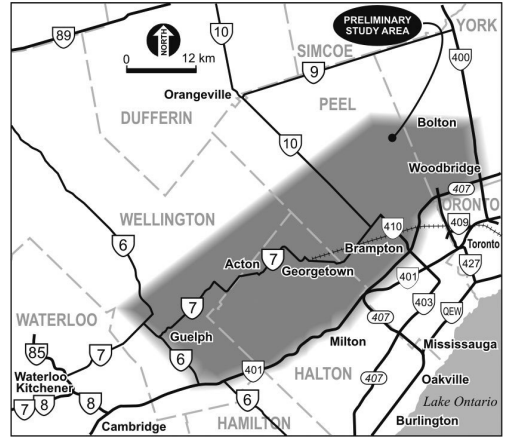 PRELIMINARY
STUDY AREA
YORK
89
NORTH
10
SIMCOE
400
0 12 km
9
Orangeville
PEEL
DUFFERIN
10
Bolton
Woodbridge
407
WELLINGTON
TORONTO
410
409
6
Brampton
Toronto
Acton
7
Georgetown
427
401
7
403
QEW
WATERLOO
407
Guelph
85
7
6
Milton
Mississauga
Waterloo
Kitchener
401
HALTON
407
Oakville
7
8
8
6
Lake Ontario
Cambridge
HAMILTON
Burlington